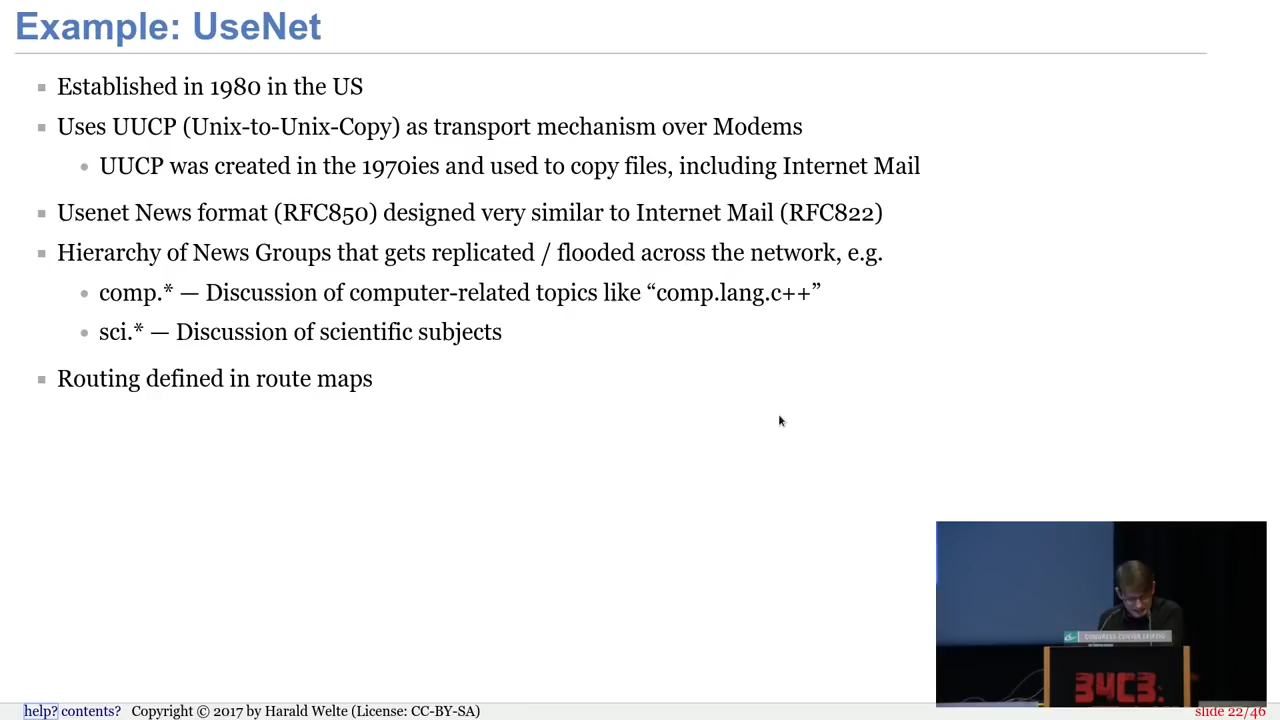 Example: UseNet
Established in 1980 in the US
Uses UUCP (Unix-to-Unix-Copy) as transport mechanism over Modems
UUCP was created in the 1970ies and used to copy files, including Internet Mail
Usenet News format (RFC850) designed very similar to Internet Mail (RFC822)
Hierarchy of News Groups that gets replicated / flooded across the network, e.g.
comp.* — Discussion of computer-related topics like “comp.lang.c++”
sci.* — Discussion of scientific subjects
Routing defined in route maps
CONGRESS CENTER LEIPZIG
34C3.
help? contents? Copyright © 2017 by Harald Welte (License: CC-BY-SA)
slide 22/46